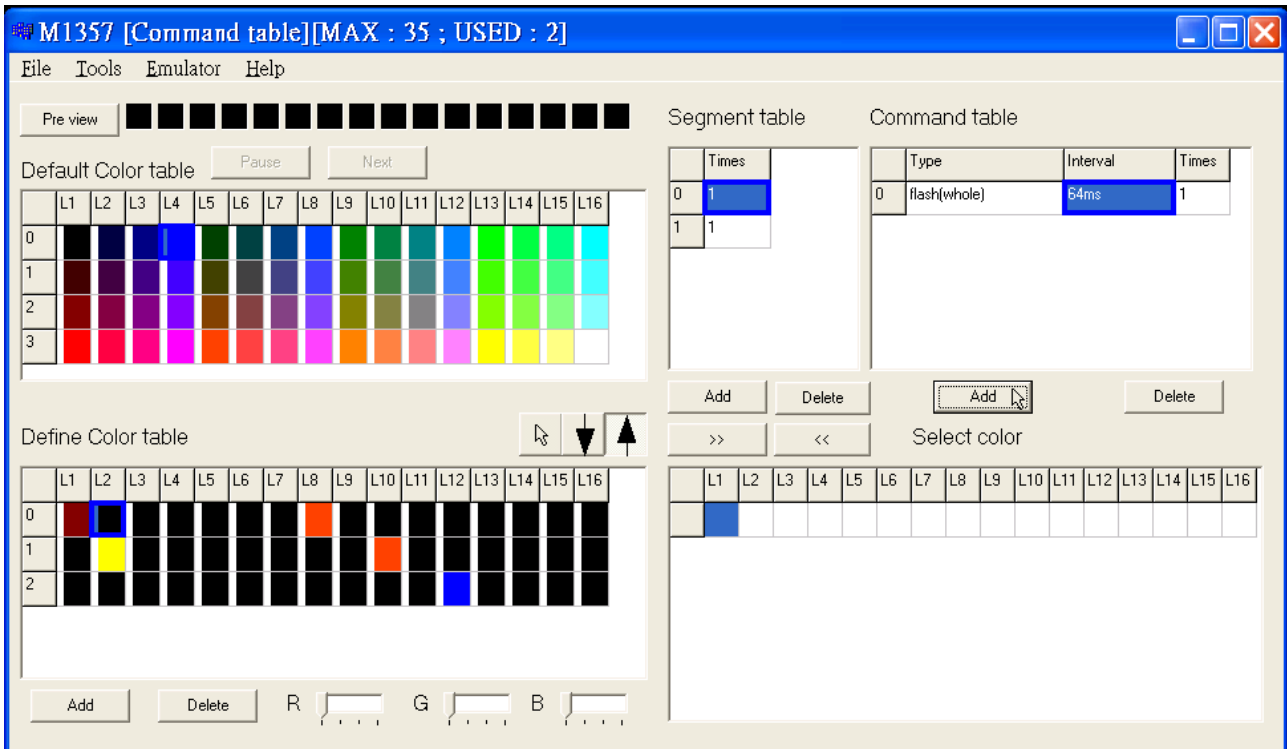 M1357 [Command table][MAX : 35 ; USED : 2]
File Tools Emulator Help
Pre view
Segment table
Command table
Default Color table
Pause
Next
Times
Type Interval Times
0 1
0 flash(whole) 64ms 1
1 1
L1 L2 L3 L4 L5 L6 L7 L8 L9 L10 L11 L12 L13 L14 L15 L16
0
1
2
3
Add
Delete
Add
Delete
>>
<<
Select color
Define Color table
L1 L2 L3 L4 L5 L6 L7 L8 L9 L10 L11 L12 L13 L14 L15 L16
0
1
2
L1 L2 L3 L4 L5 L6 L7 L8 L9 L10 L11 L12 L13 L14 L15 L16
Add
Delete
R
G
B